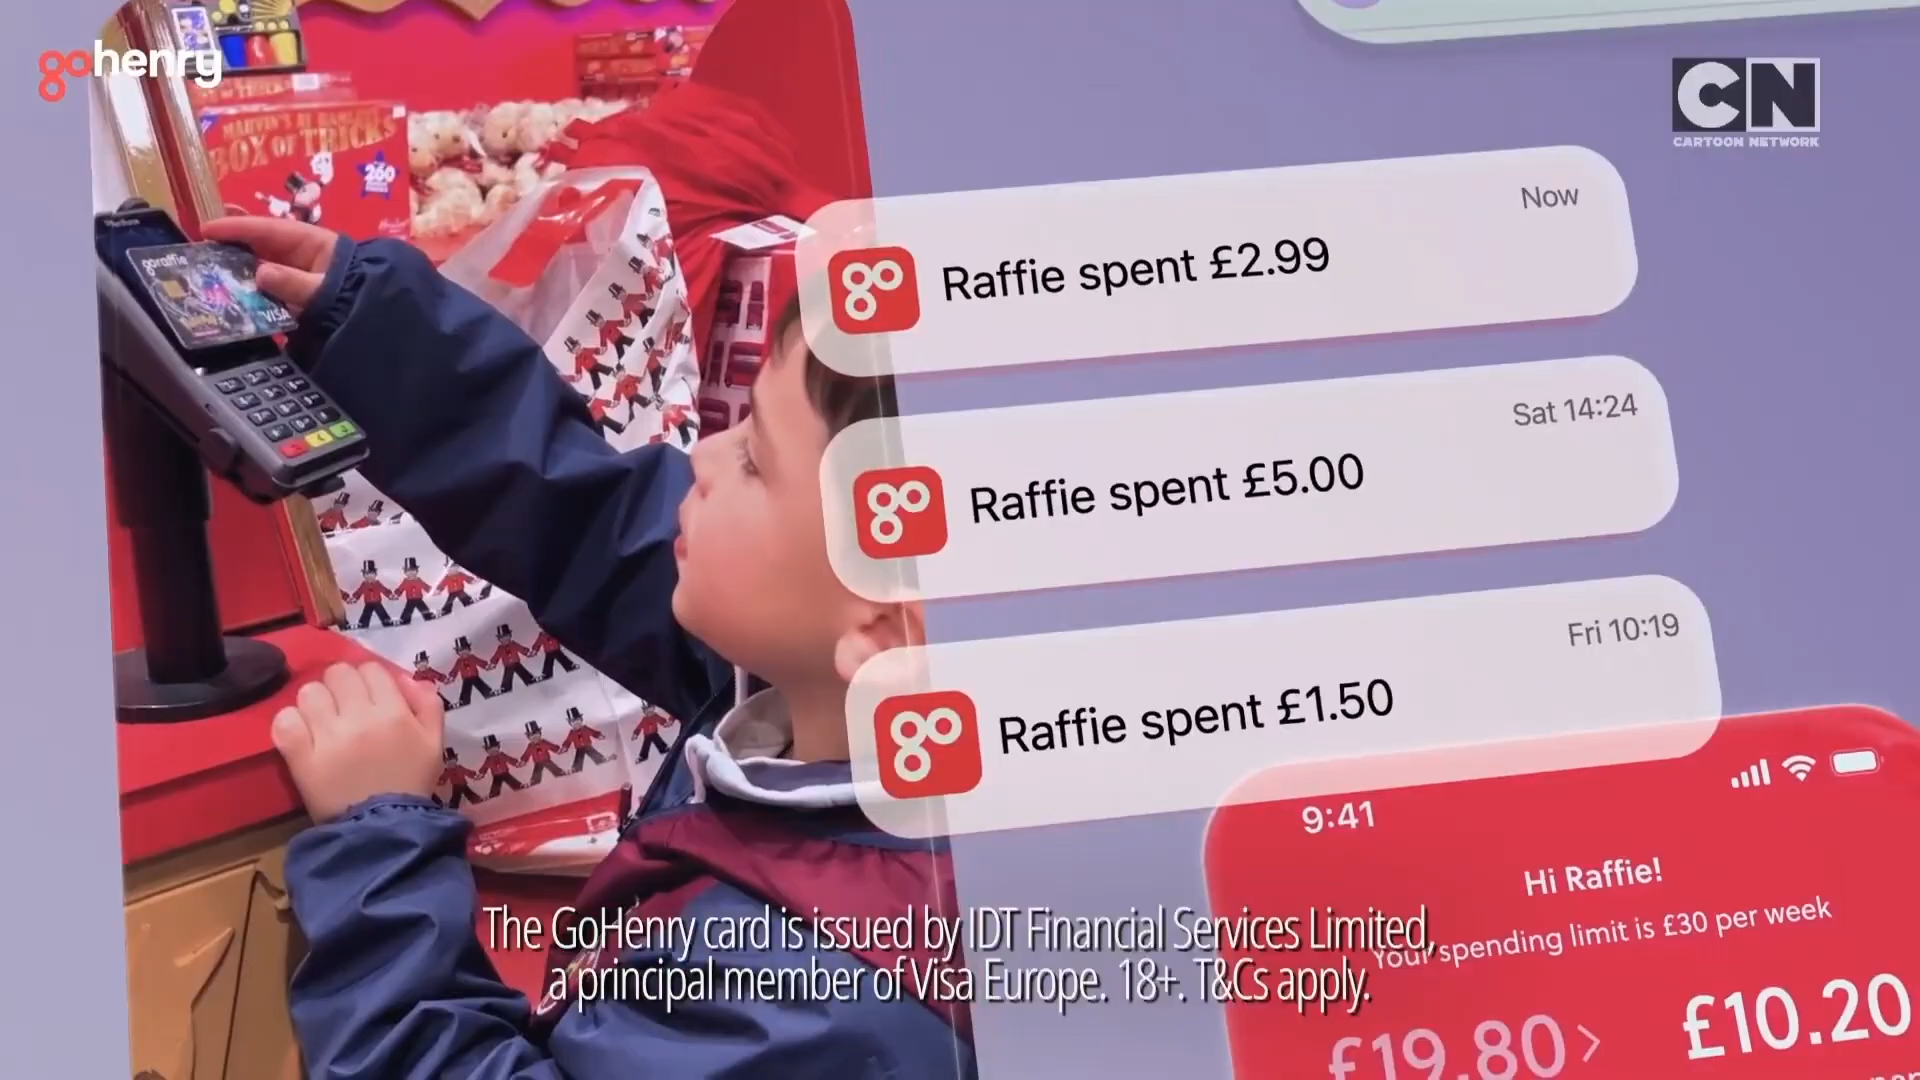 gohenry
CN
CARTOON NETWORK
BOX OF TRICKS
260
goraffie
VISA
Now
Raffie spent £2.99
Sat 14:24
Raffie spent £5.00
Fri 10:19
Raffie spent £1.50
9:41
Hi Raffie!
Your spending limit is £30 per week
£19.80
£10.20
The GoHenry card is issued by IDT Financial Services Limited,
a principal member of Visa Europe. 18+. T&Cs apply.